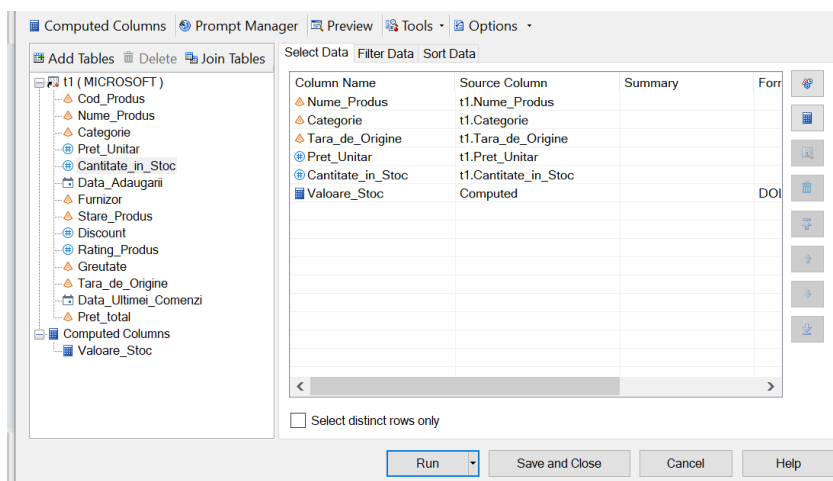 Computed Columns Prompt Manager Preview Tools Options
Add Tables Delete Join Tables
t1 ( MICROSOFT )
Cod_Produs
Nume_Produs
Categorie
Pret_Unitar
Cantitate_in_Stoc
Data_Adaugarii
Furnizor
Stare_Produs
Discount
Rating_Produs
Greutate
Tara_de_Origine
Data_Ultimei_Comenzi
Pret_total
Computed Columns
Valoare_Stoc
Select Data Filter Data Sort Data
Column Name Source Column Summary Forr
Nume_Produs t1.Nume_Produs
Categorie t1.Categorie
Tara_de_Origine t1.Tara_de_Origine
Pret_Unitar t1.Pret_Unitar
Cantitate_in_Stoc t1.Cantitate_in_Stoc
Valoare_Stoc Computed DOI
Select distinct rows only
Run Save and Close Cancel Help